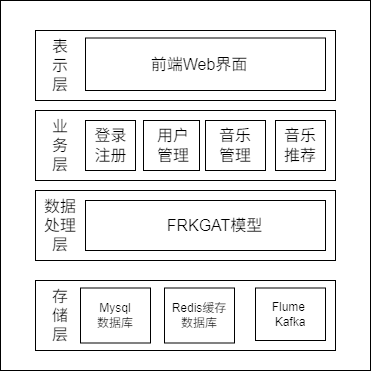 表
示
层
前端Web界面
业
务
层
登录
注册
用户
管理
音乐
管理
音乐
推荐
数据
处理
层
FRKGAT模型
存
储
层
Mysql
数据库
Redis缓存
数据库
Flume
Kafka